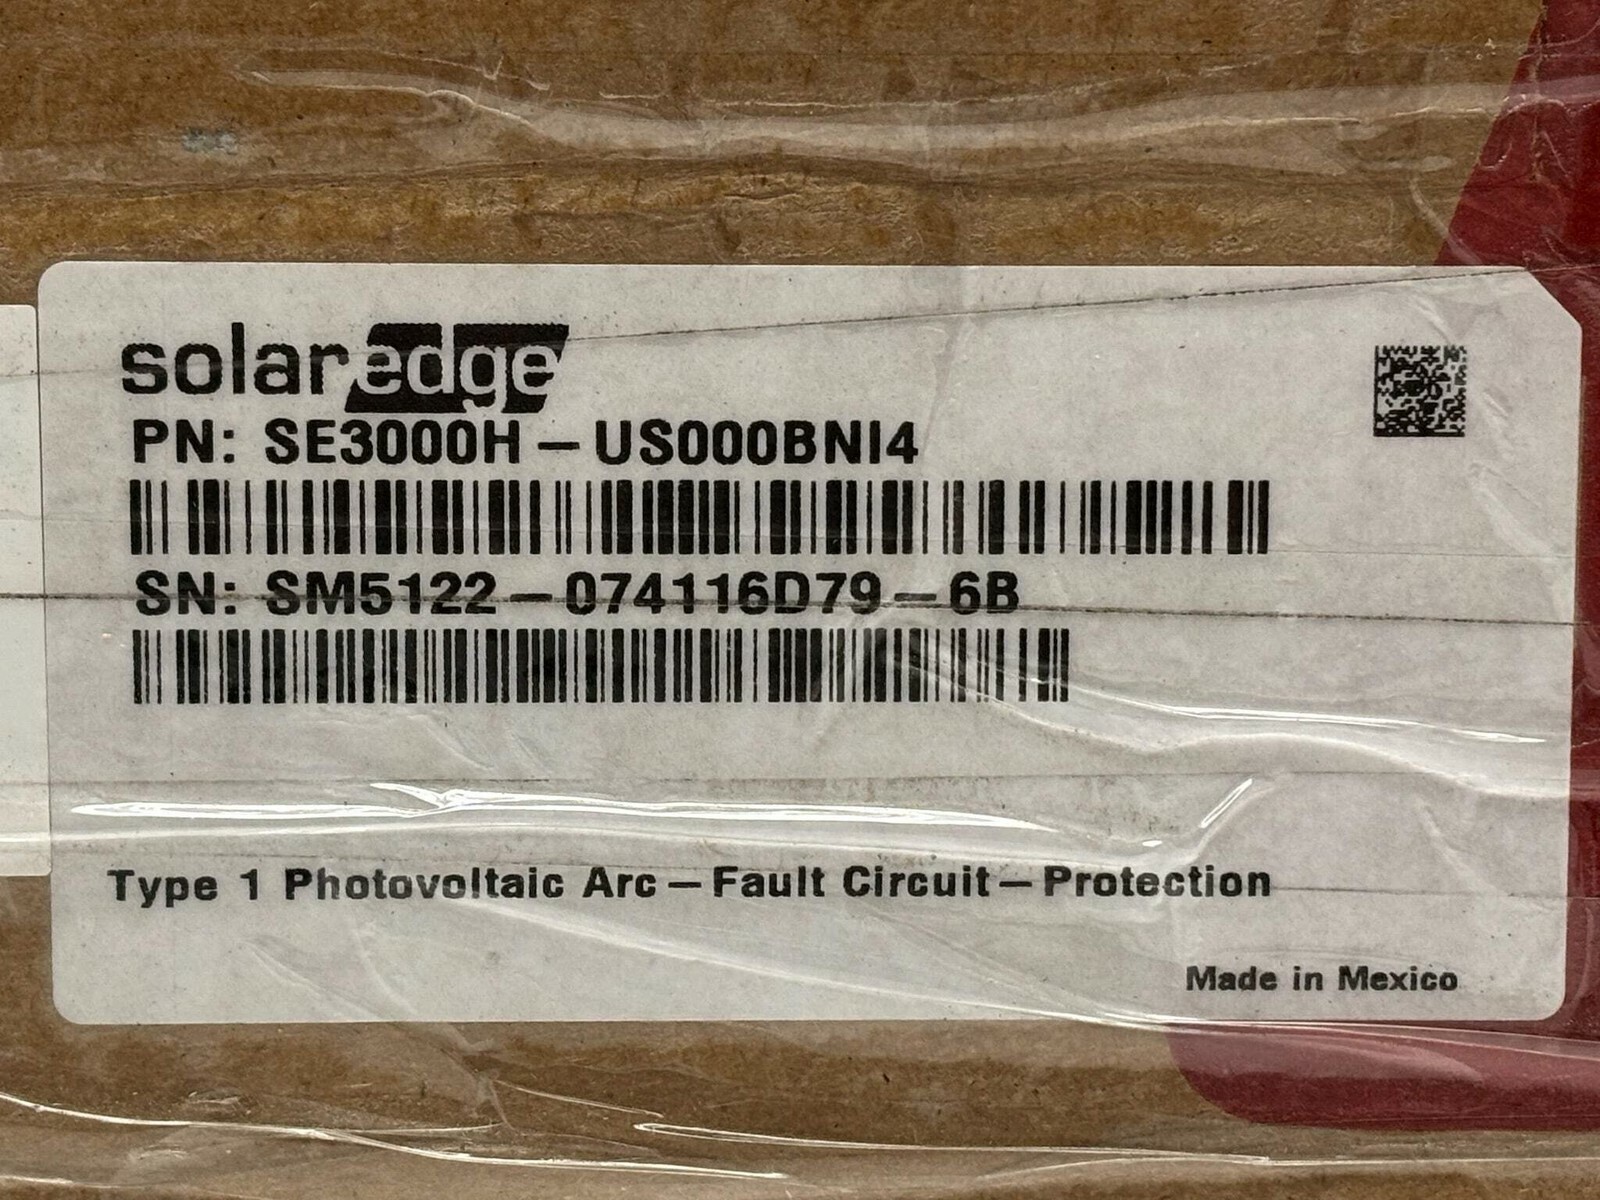 solaredge
PN: SE3000H-US000BNI4
SN: SM5122-074116D79-6B
Type 1 Photovoltaic Arc-Fault Circuit-Protection
Made in Mexico